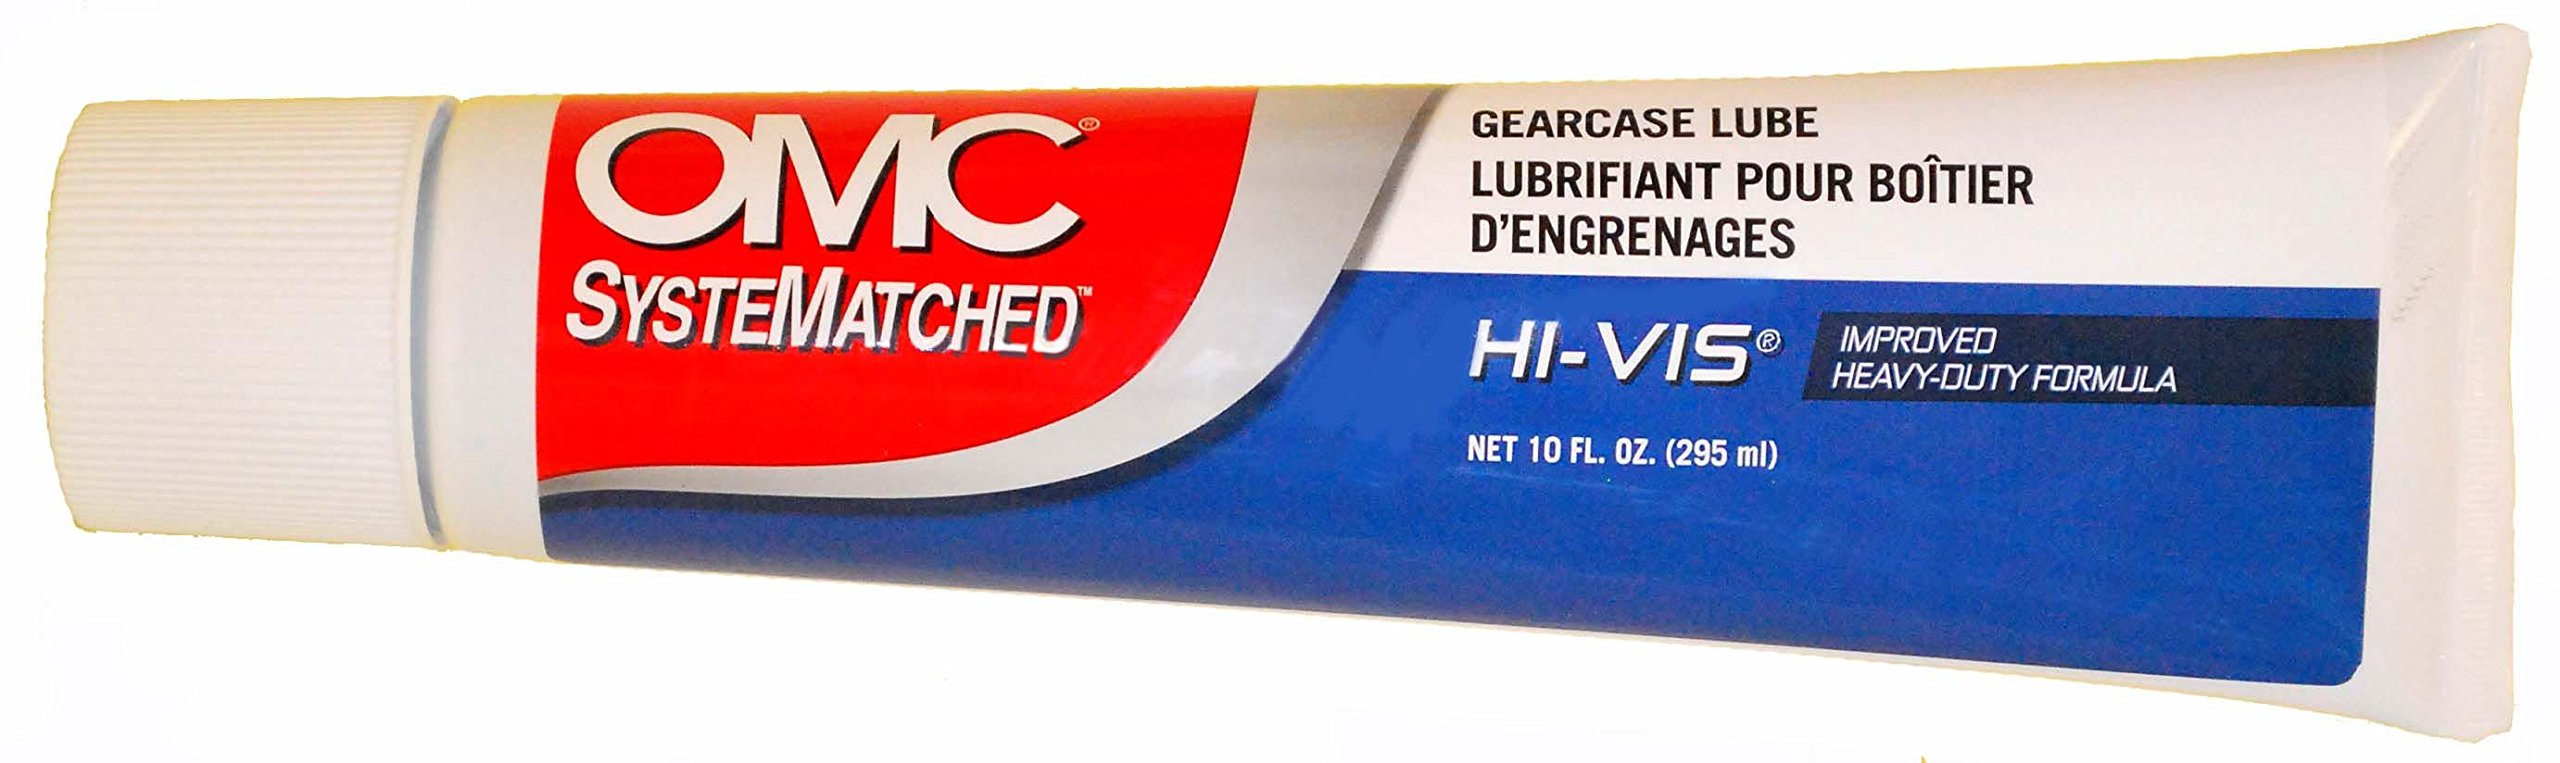 OMC®
SYSTEMATCHED™
GEARCASE LUBE
LUBRIFIANT POUR BOÎTIER
D'ENGRENAGES
HI-VIS®
IMPROVED
HEAVY-DUTY FORMULA
NET 10 FL. OZ. (295 ml)